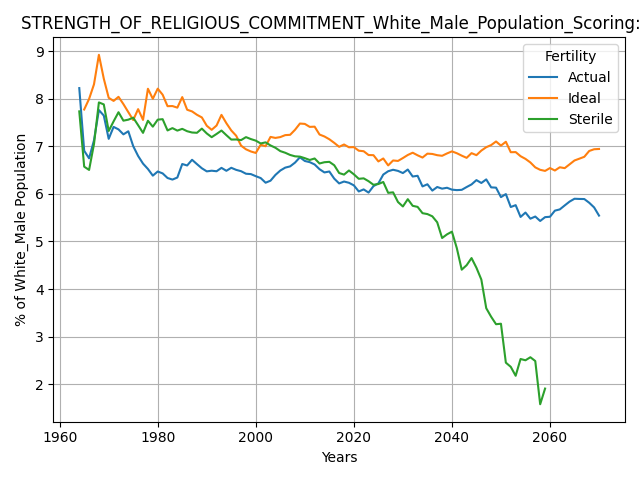 STRENGTH_OF_RELIGIOUS_COMMITMENT_White_Male_Population_Scoring:
9
8
7
6
5
4
3
2
% of White_Male Population
Fertility
Actual
Ideal
Sterile
1960
1980
2000
2020
2040
2060
Years